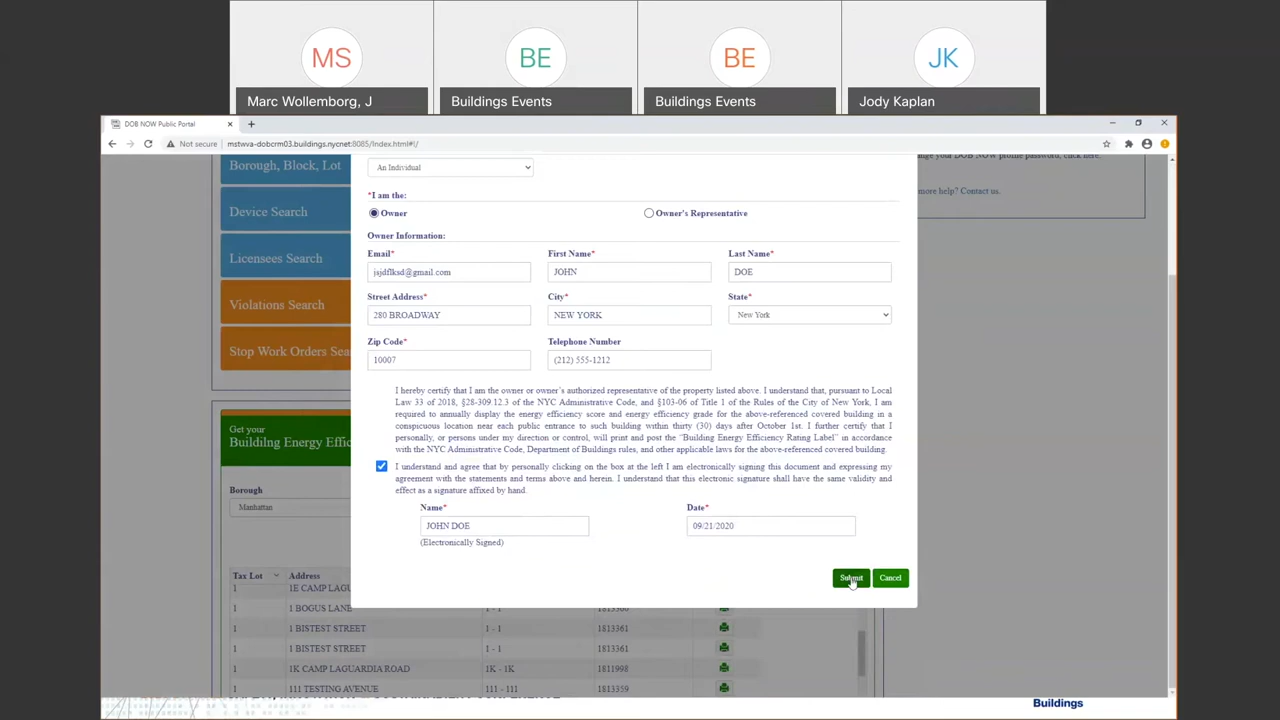 MS
BE
BE
JK
Marc Wollemborg, J
Buildings Events
Buildings Events
Jody Kaplan
DOB NOW Public Portal
Not secure
mstwva-dobcrm03.buildings.nycnet:8085/Index.html#!/
Borough, Block, Lot
Device Search
Licensees Search
Violations Search
Stop Work Orders Sea
nge your DOB NOW profile password, click here.
more help? Contact us.
An Individual
*I am the:
Owner
Owner's Representative
Owner Information:
Email*
First Name*
Last Name*
jsjdflksd@gmail.com
JOHN
DOE
Street Address*
City*
State*
280 BROADWAY
NEW YORK
New York
Zip Code*
Telephone Number
10007
(212) 555-1212
I hereby certify that I am the owner or owner’s authorized representative of the property listed above. I understand that, pursuant to Local
Law 33 of 2018, §28-309.12.3 of the NYC Administrative Code, and §103-06 of Title 1 of the Rules of the City of New York, I am
required to annually display the energy efficiency score and energy efficiency grade for the above-referenced covered building in a
conspicuous location near each public entrance to such building within thirty (30) days after October 1st. I further certify that I
personally, or persons under my direction or control, will print and post the “Building Energy Efficiency Rating Label” in accordance
with the NYC Administrative Code, Department of Buildings rules, and other applicable laws for the above-referenced covered building.
I understand and agree that by personally clicking on the box at the left I am electronically signing this document and expressing my
agreement with the statements and terms above and herein. I understand that this electronic signature shall have the same validity and
effect as a signature affixed by hand.
Name*
Date*
JOHN DOE
09/21/2020
(Electronically Signed)
Submit
Cancel
Get your
Builidng Energy Effic
Borough
Manhattan
Tax Lot
Address
1
1E CAMP LAGU
1
1 BOGUS LANE
1 - 1
1813360
1
1 BISTEST STREET
1 - 1
1813361
1
1 BISTEST STREET
1 - 1
1813361
1
1K CAMP LAGUARDIA ROAD
1K - 1K
1811998
1
111 TESTING AVENUE
111 - 111
1813359
Buildings